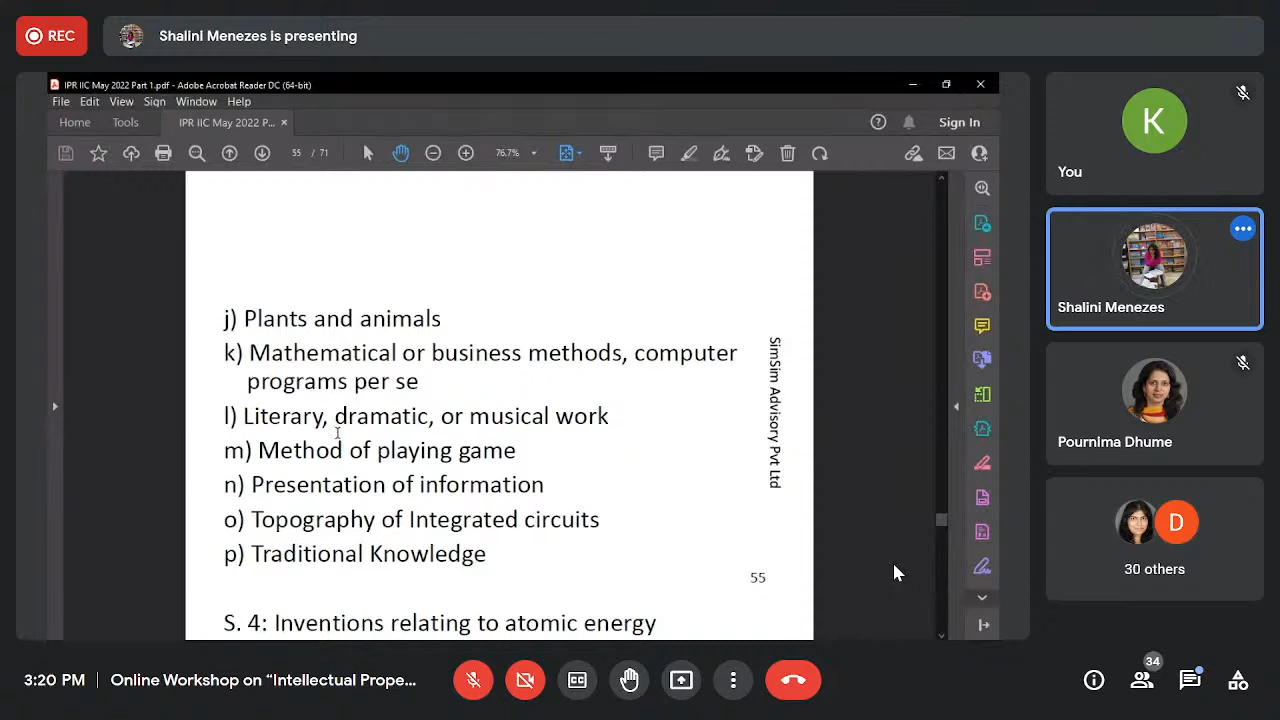 REC
Shalini Menezes is presenting
IPR IIC May 2022 Part 1.pdf - Adobe Acrobat Reader DC (64-bit)
File Edit View Sign Window Help
Home Tools IPR IIC May 2022 P... × Sign In
55 / 71 76.7%
j) Plants and animals
k) Mathematical or business methods, computer
programs per se
l) Literary, dramatic, or musical work
m) Method of playing game
n) Presentation of information
o) Topography of Integrated circuits
p) Traditional Knowledge
SimSim Advisory Pvt Ltd
55
S. 4: Inventions relating to atomic energy
K
You
Shalini Menezes
Pournima Dhume
D
30 others
3:20 PM | Online Workshop on “Intellectual Prope...
CC
34